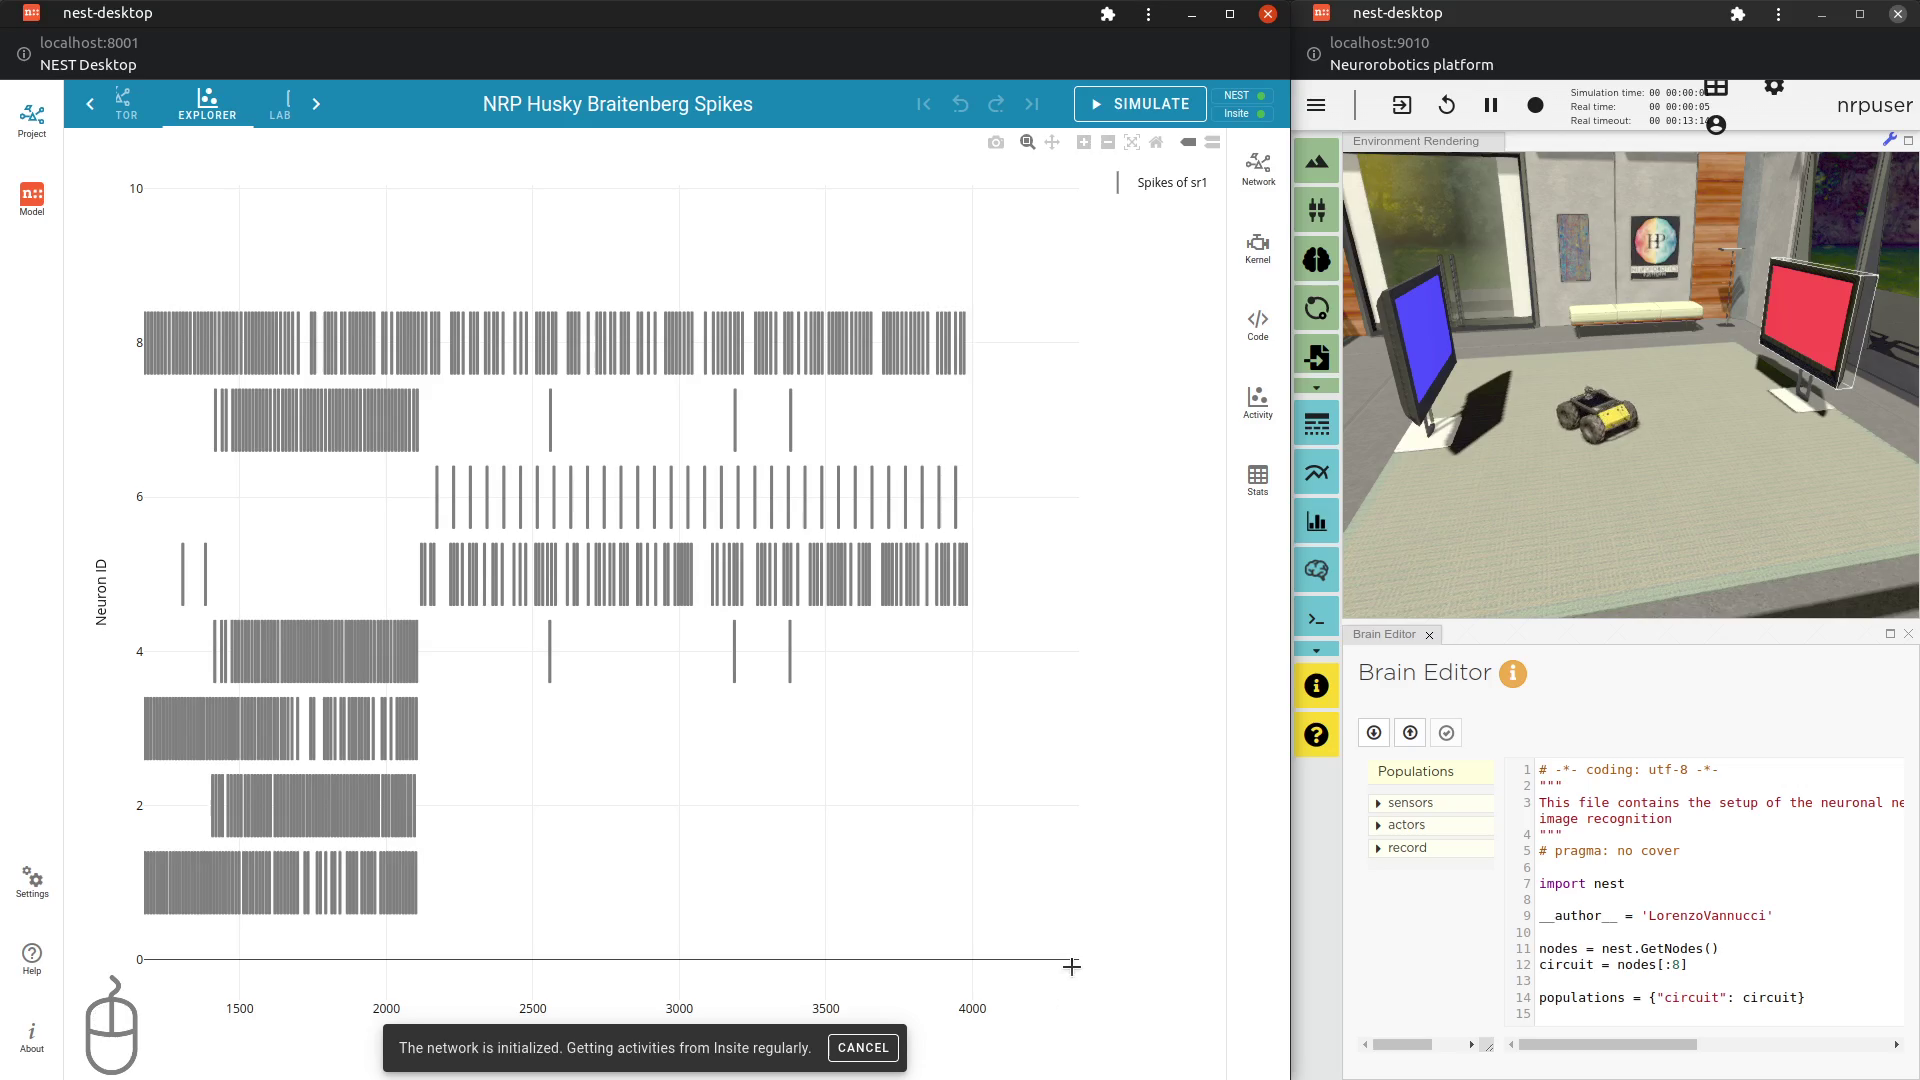 nest-desktop
localhost:8001
NEST Desktop
Project
Model
Settings
Help
About
TOR
EXPLORER
LAB
NRP Husky Braitenberg Spikes
SIMULATE
NEST
Insite
Spikes of sr1
Network
Kernel
Code
Activity
Stats
Neuron ID
10
8
6
4
2
0
1500
2000
2500
3000
3500
4000
The network is initialized. Getting activities from Insite regularly.
CANCEL
nest-desktop
localhost:9010
Neurorobotics platform
Simulation time: 00 00:00:0
Real time: 00 00:00:05
Real timeout: 00 00:13:1
nrpuser
Environment Rendering
HP
Brain Editor
Brain Editor
Populations
sensors
actors
record
1 # -*- coding: utf-8 -*-
2 """
3 This file contains the setup of the neuronal ne
image recognition
4 """
5 # pragma: no cover
6
7 import nest
8
9 __author__ = 'LorenzoVannucci'
10
11 nodes = nest.GetNodes()
12 circuit = nodes[:8]
13
14 populations = {"circuit": circuit}
15